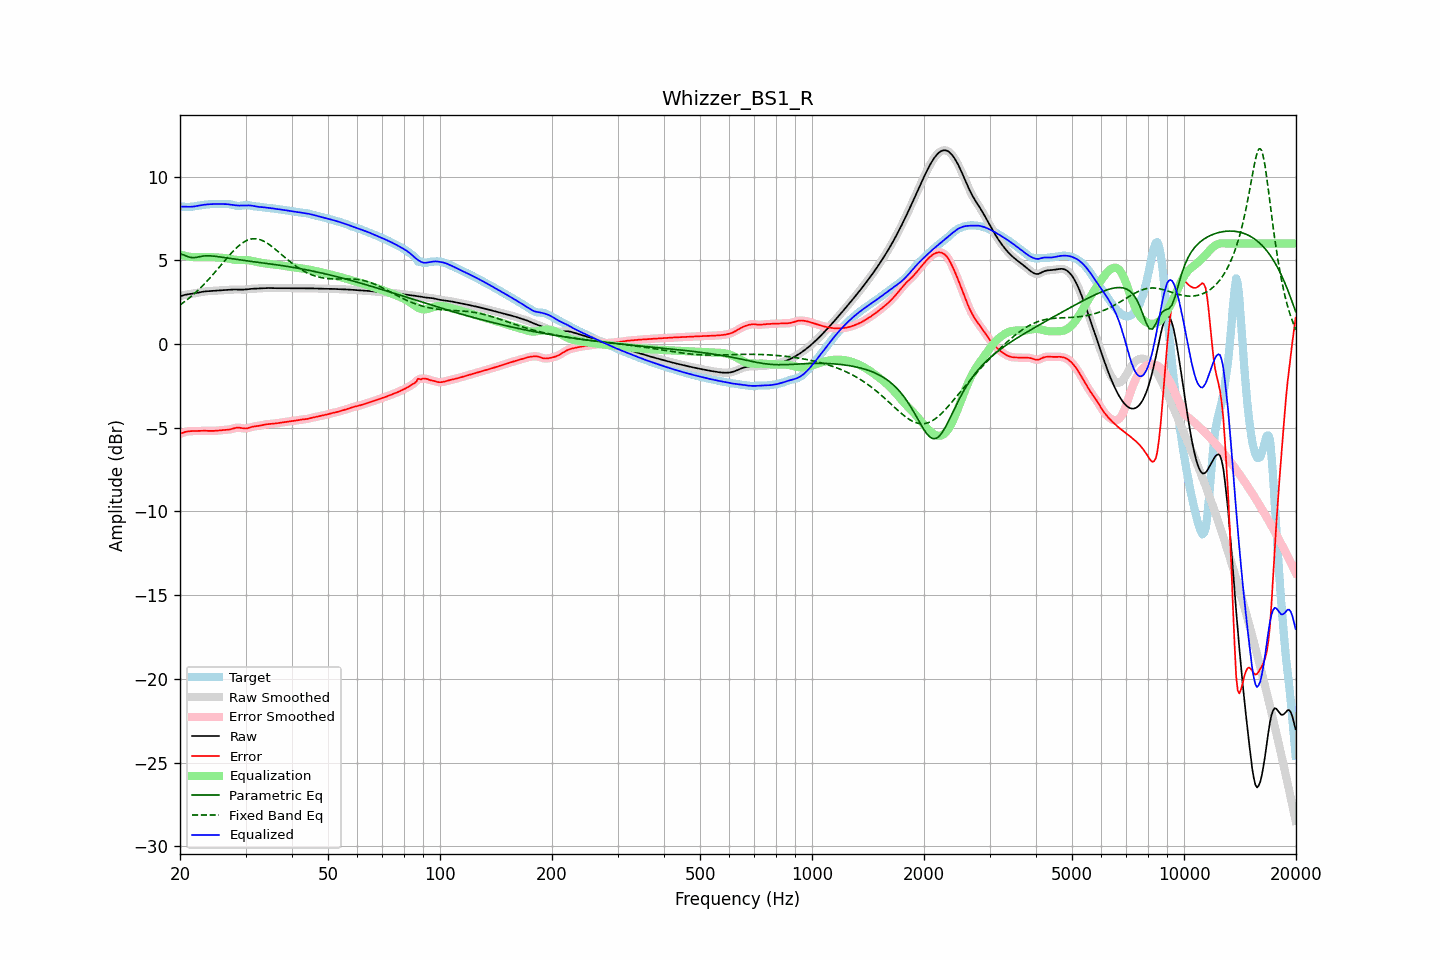 Whizzer_BS1_R
Amplitude (dBr)
10
5
0
−5
−10
−15
−20
−25
−30
Target
Raw Smoothed
Error Smoothed
Raw
Error
Equalization
Parametric Eq
Fixed Band Eq
Equalized
20
50
100
200
500
1000
2000
5000
10000
20000
Frequency (Hz)